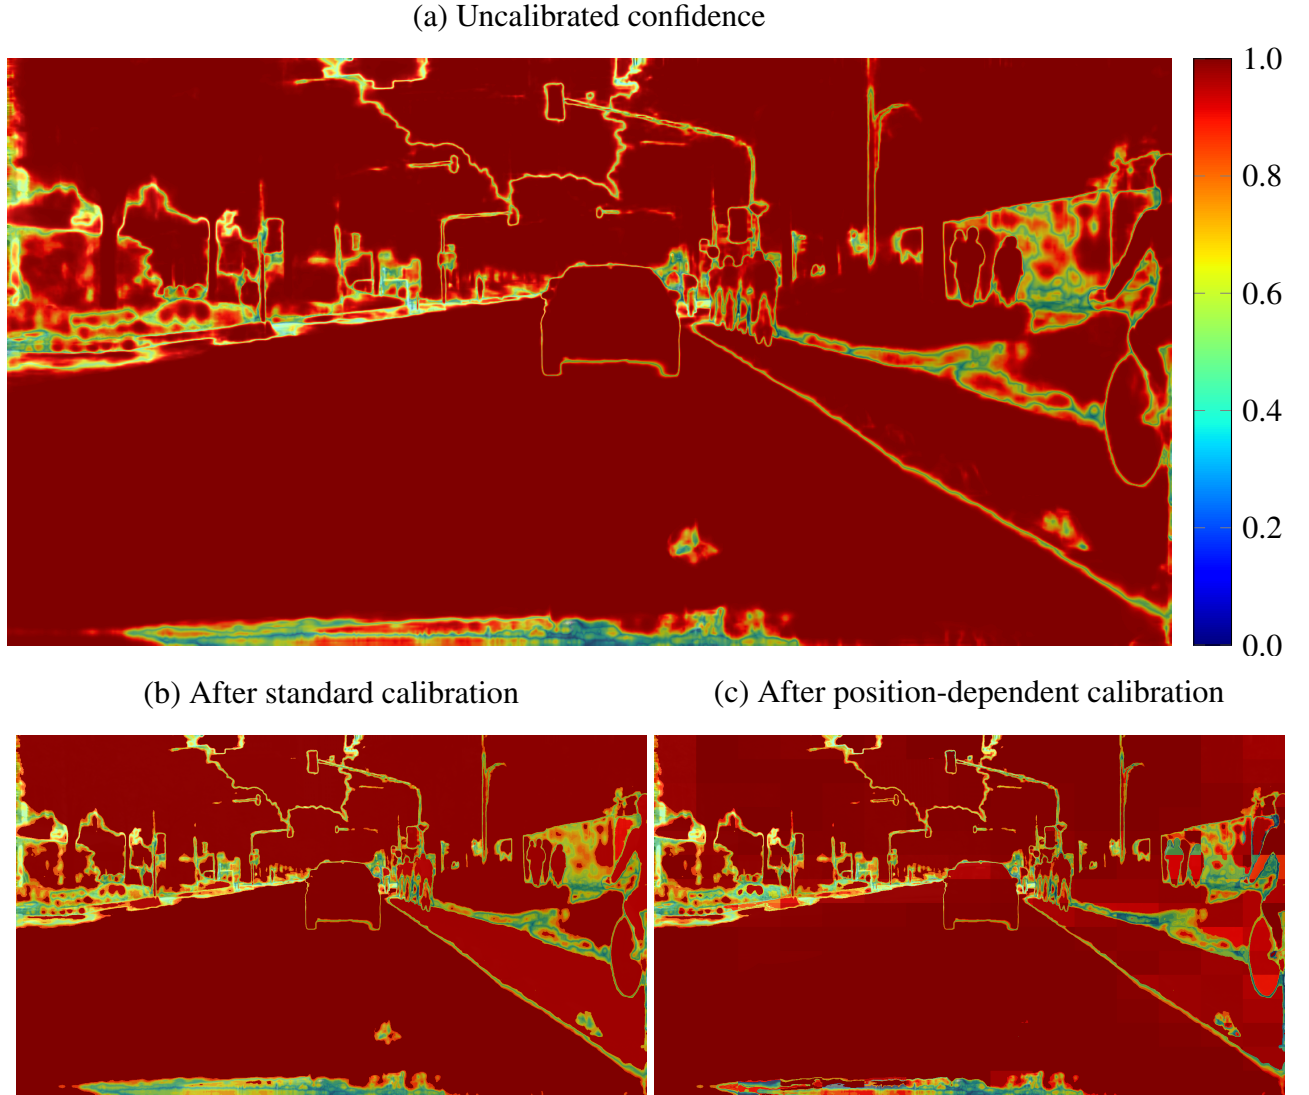 (a) Uncalibrated confidence
1.0
0.8
0.6
0.4
0.2
0.0
(b) After standard calibration
(c) After position-dependent calibration